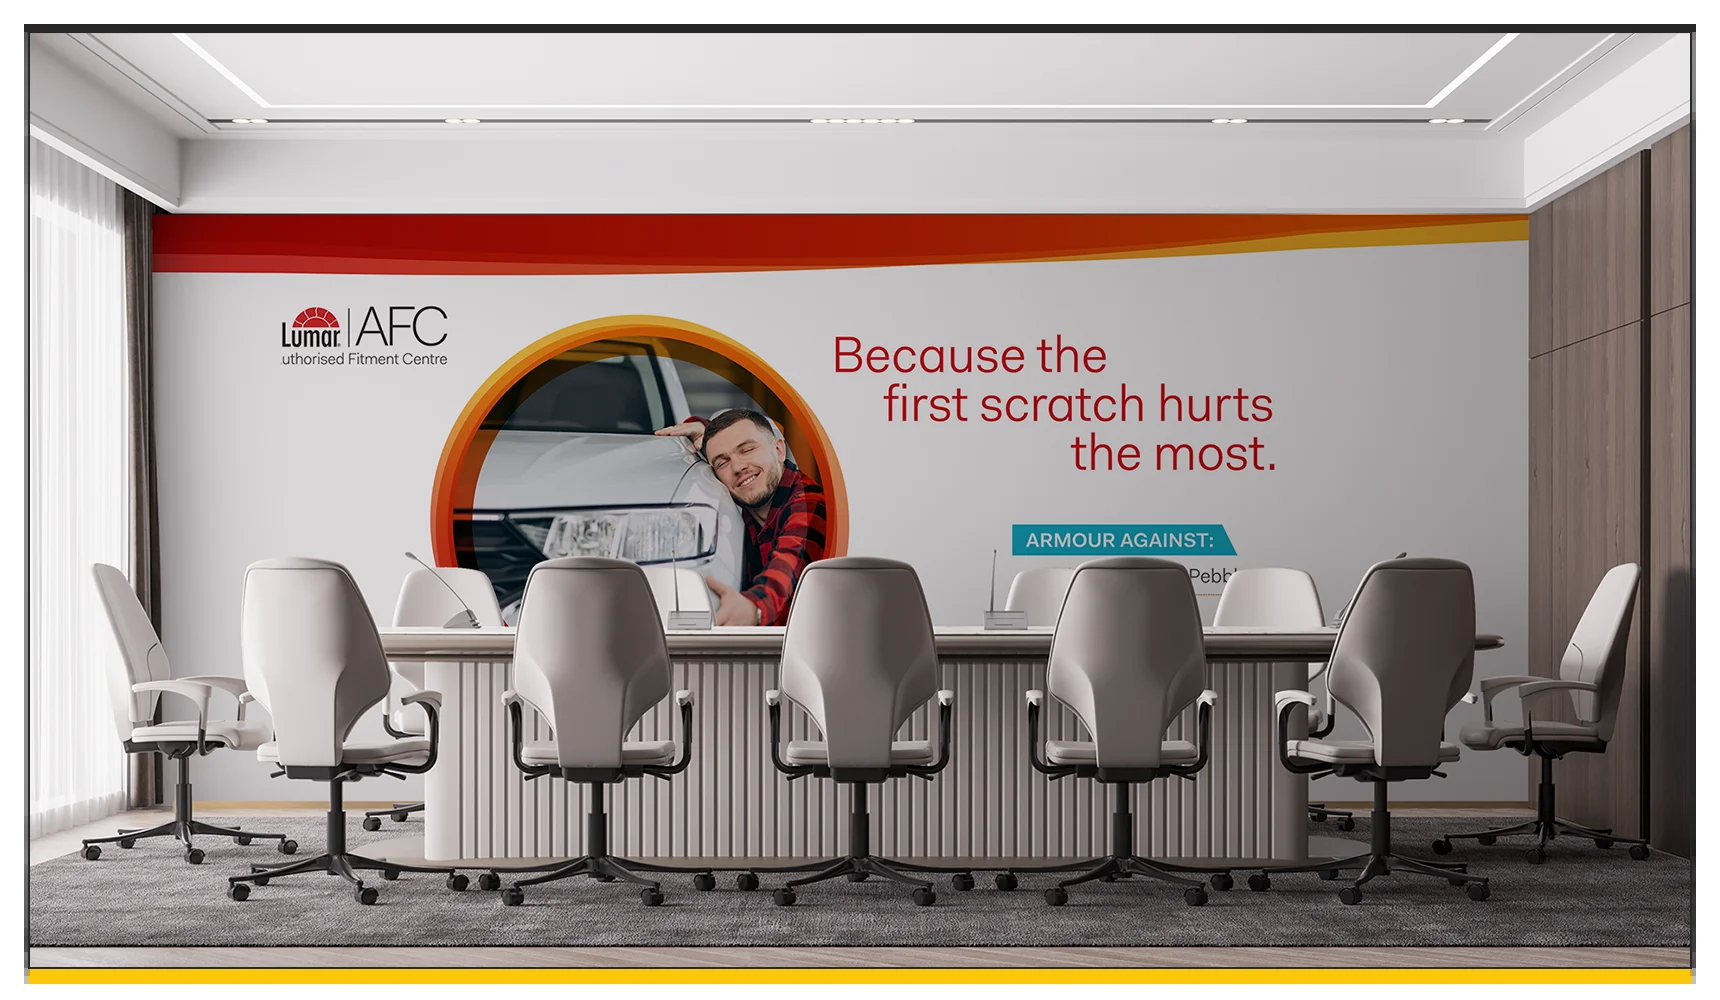 Lumar AFC
uthorised Fitment Centre
Because the
first scratch hurts
the most.
ARMOUR AGAINST: